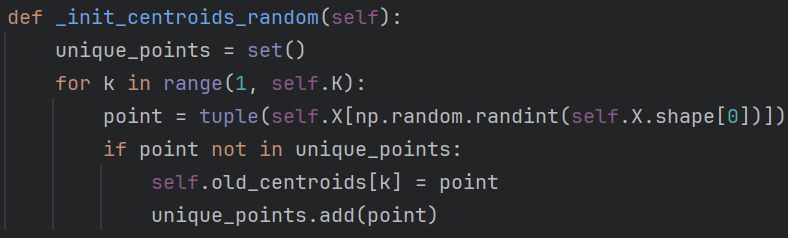 def _init_centroids_random(self):
    unique_points = set()
    for k in range(1, self.K):
        point = tuple(self.X[np.random.randint(self.X.shape[0])])
        if point not in unique_points:
            self.old_centroids[k] = point
            unique_points.add(point)